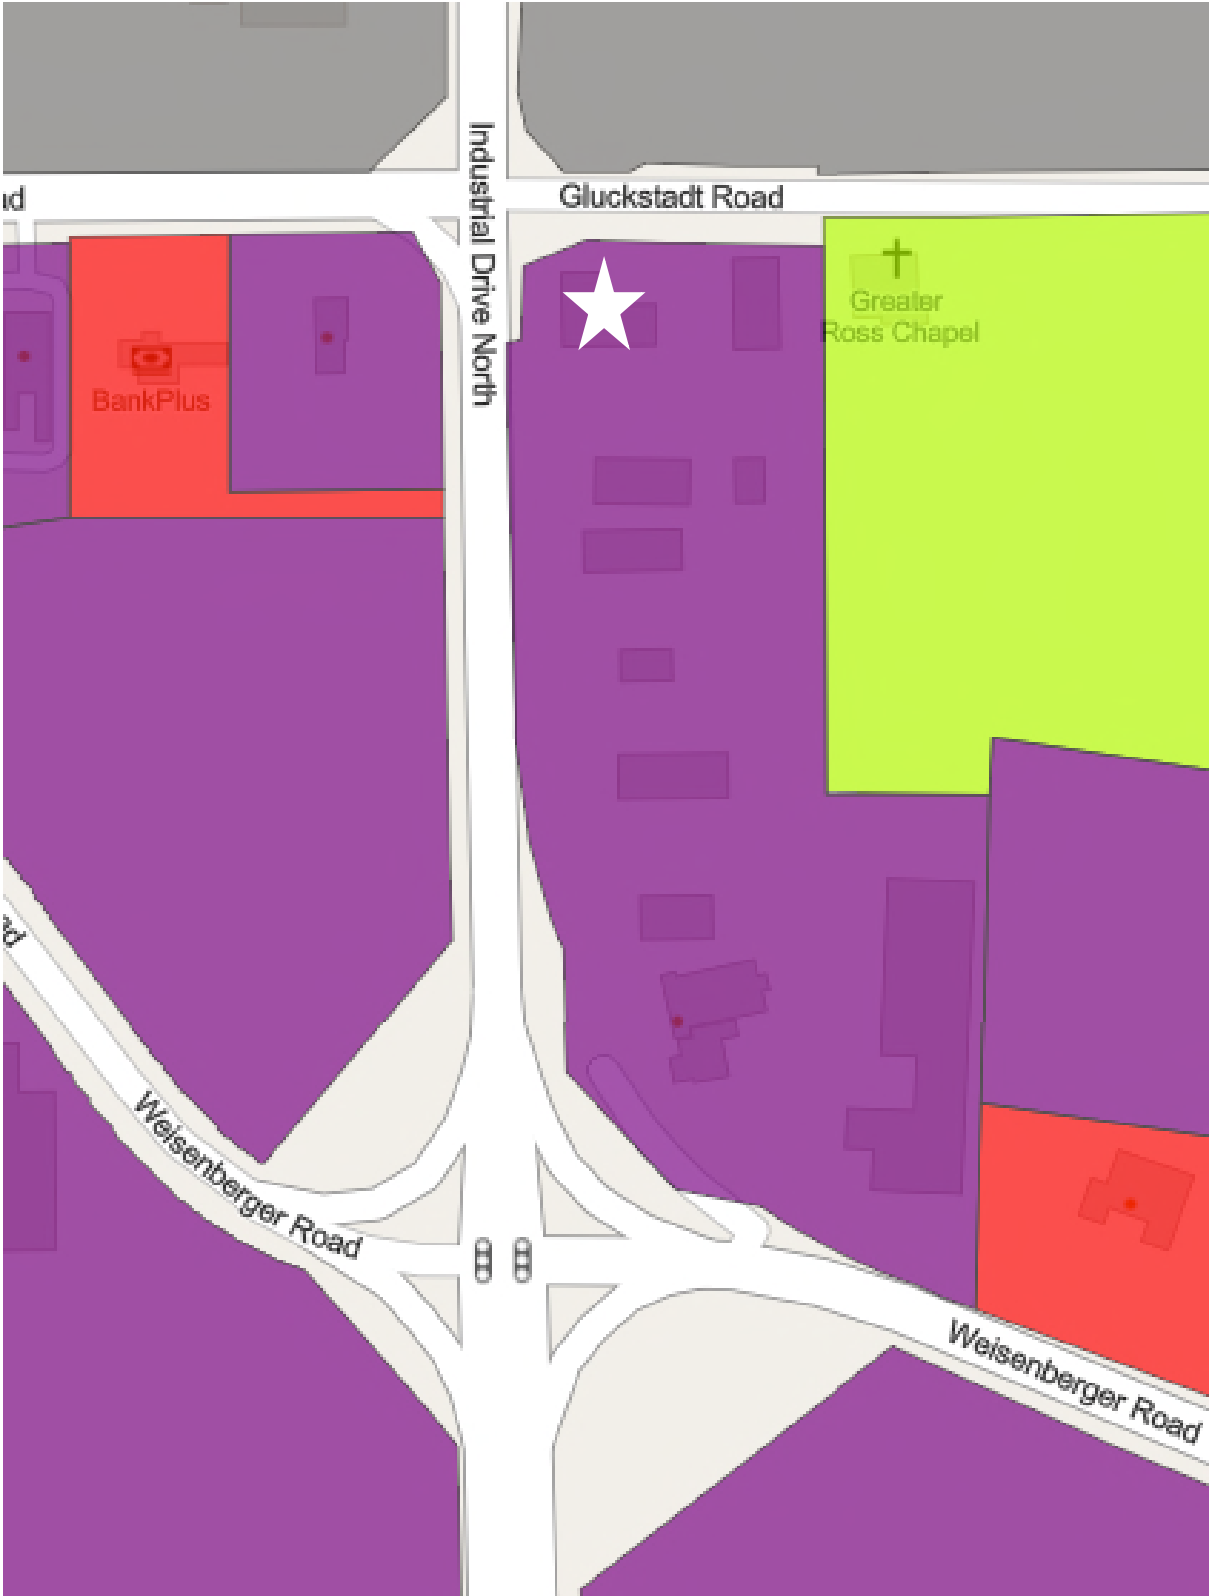 Gluckstadt Road
Industrial Drive North
Greater
Ross Chapel
BankPlus
Weisenberger Road
Weisenberger Road